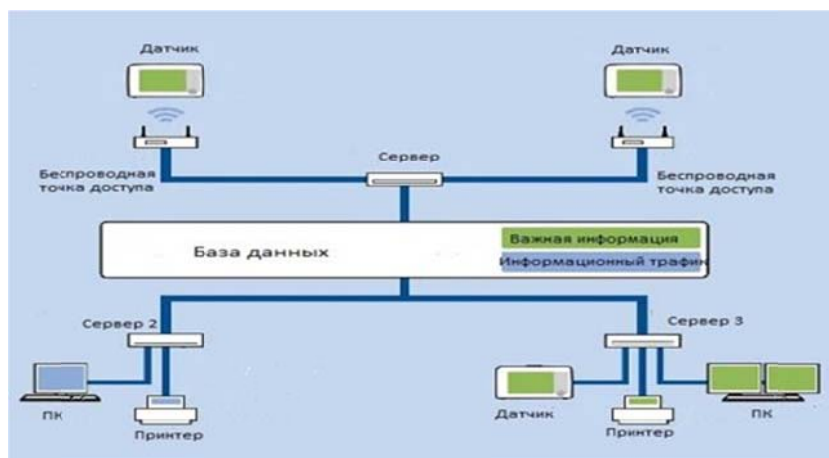 Датчик
Датчик
Сервер
Беспроводная
точка доступа
Беспроводная
точка доступа
База данных
Важная информация
Информационный трафик
Сервер 2
Сервер 3
ПК
Принтер
Датчик
Принтер
ПК